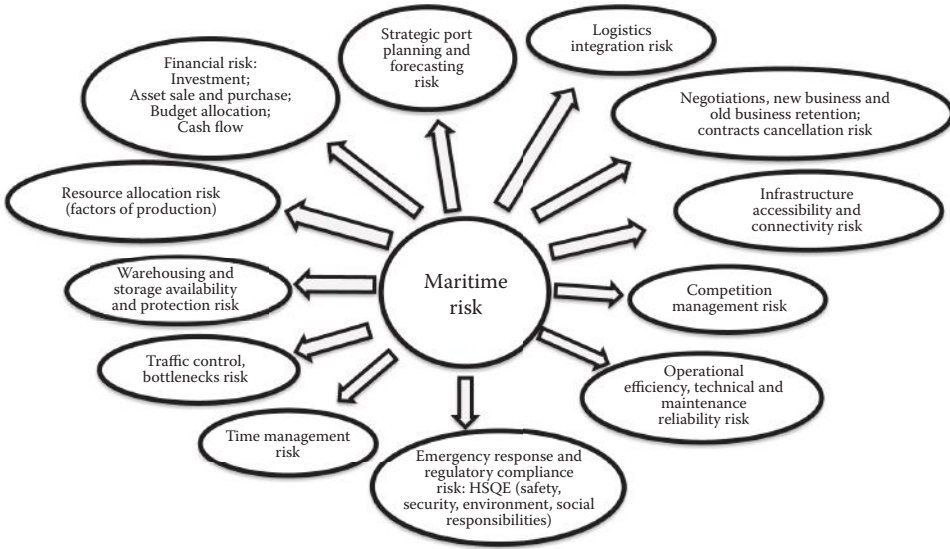 Strategic port
planning and
forecasting
risk
Logistics
integration risk
Financial risk:
Investment;
Asset sale and purchase;
Budget allocation;
Cash flow
Negotiations, new business and
old business retention;
contracts cancellation risk
Resource allocation risk
(factors of production)
Infrastructure
accessibility and
connectivity risk
Warehousing and
storage availability
and protection risk
Maritime
risk
Competition
management risk
Traffic control,
bottlenecks risk
Operational
efficiency, technical and
maintenance
reliability risk
Time management
risk
Emergency response and
regulatory compliance
risk: HSQE (safety,
security, environment, social
responsibilities)